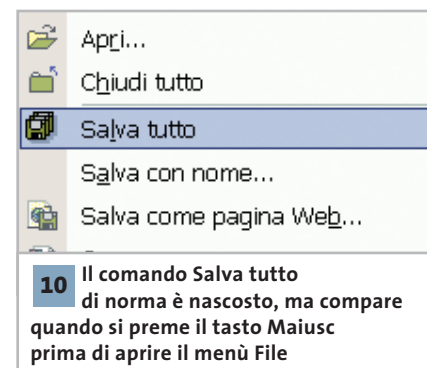 Apri...
Chiudi tutto
Salva tutto
Salva con nome...
Salva come pagina Web...
10 Il comando Salva tutto
di norma è nascosto, ma compare
quando si preme il tasto Maiusc
prima di aprire il menù File